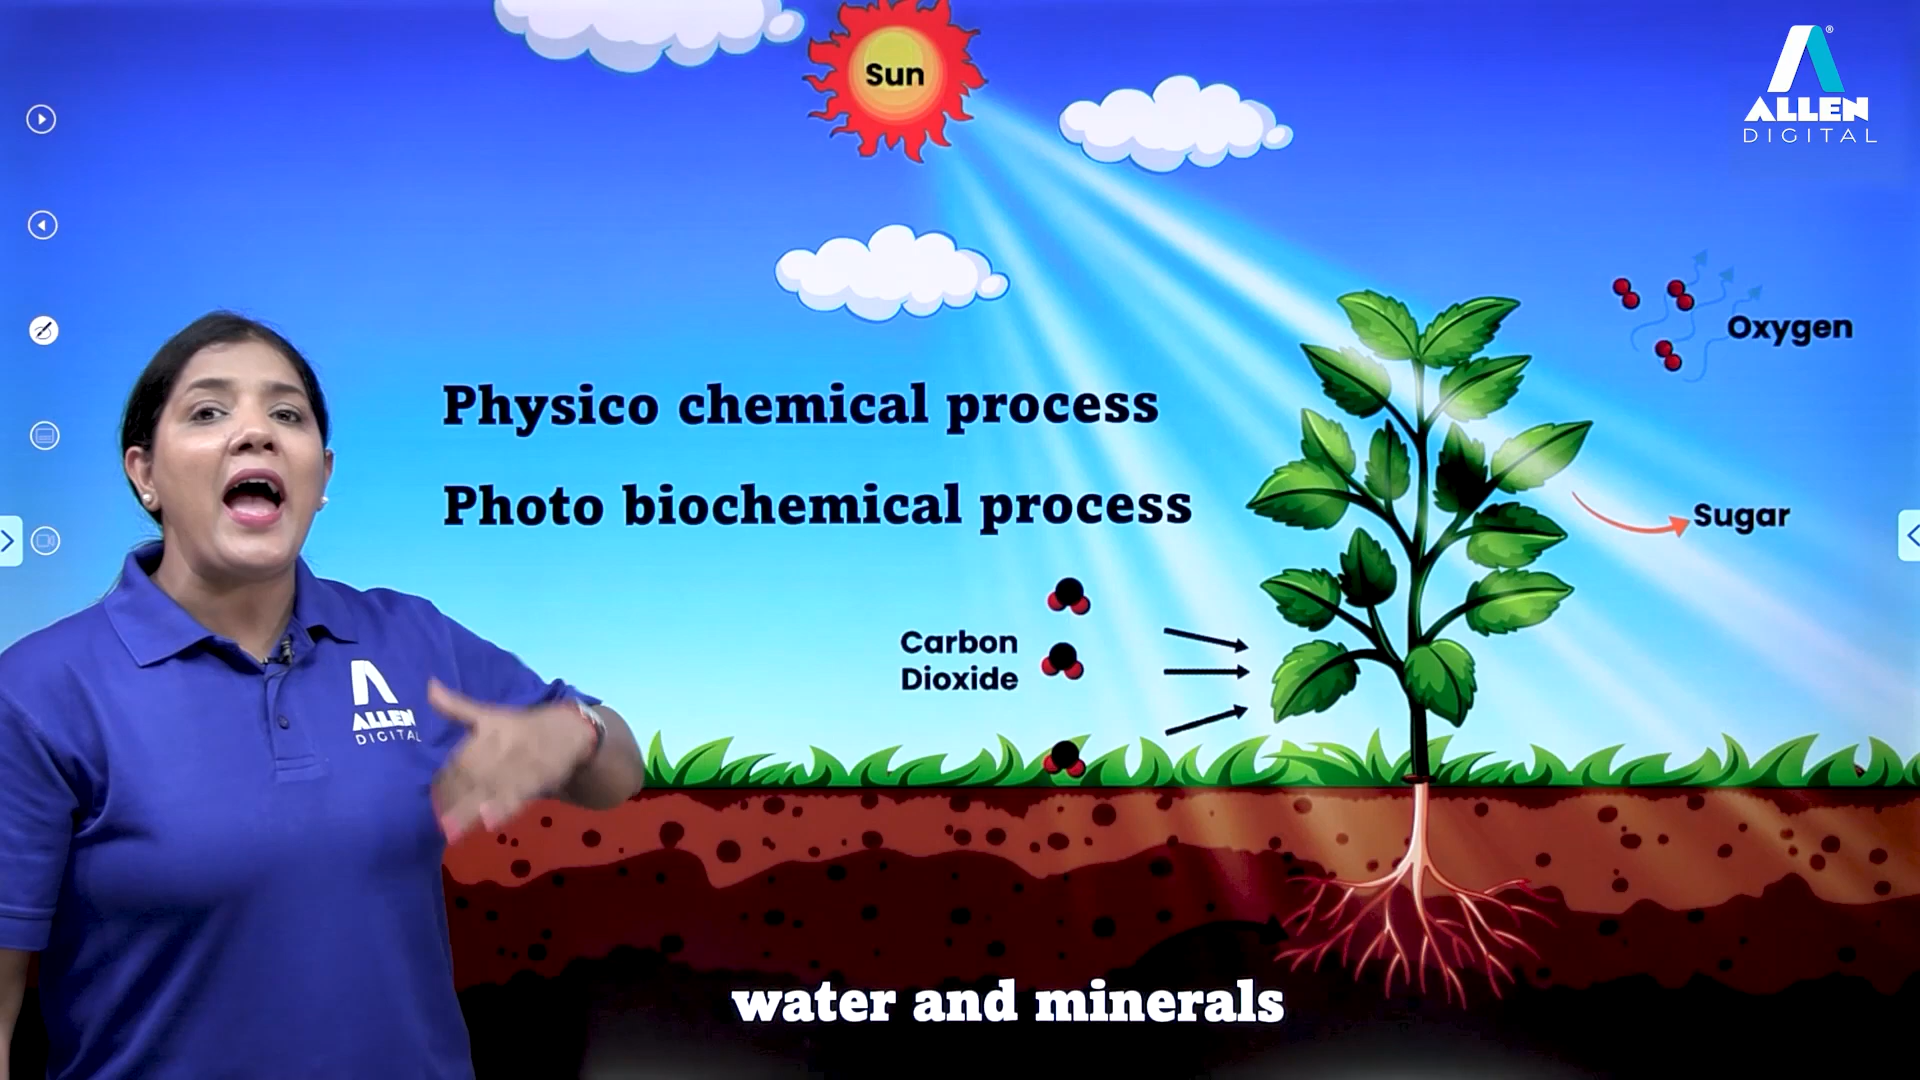 Sun
ALLEN
DIGITAL
Oxygen
Physico chemical process
Photo biochemical process
Sugar
Carbon
Dioxide
ALLEN
DIGITAL
water and minerals